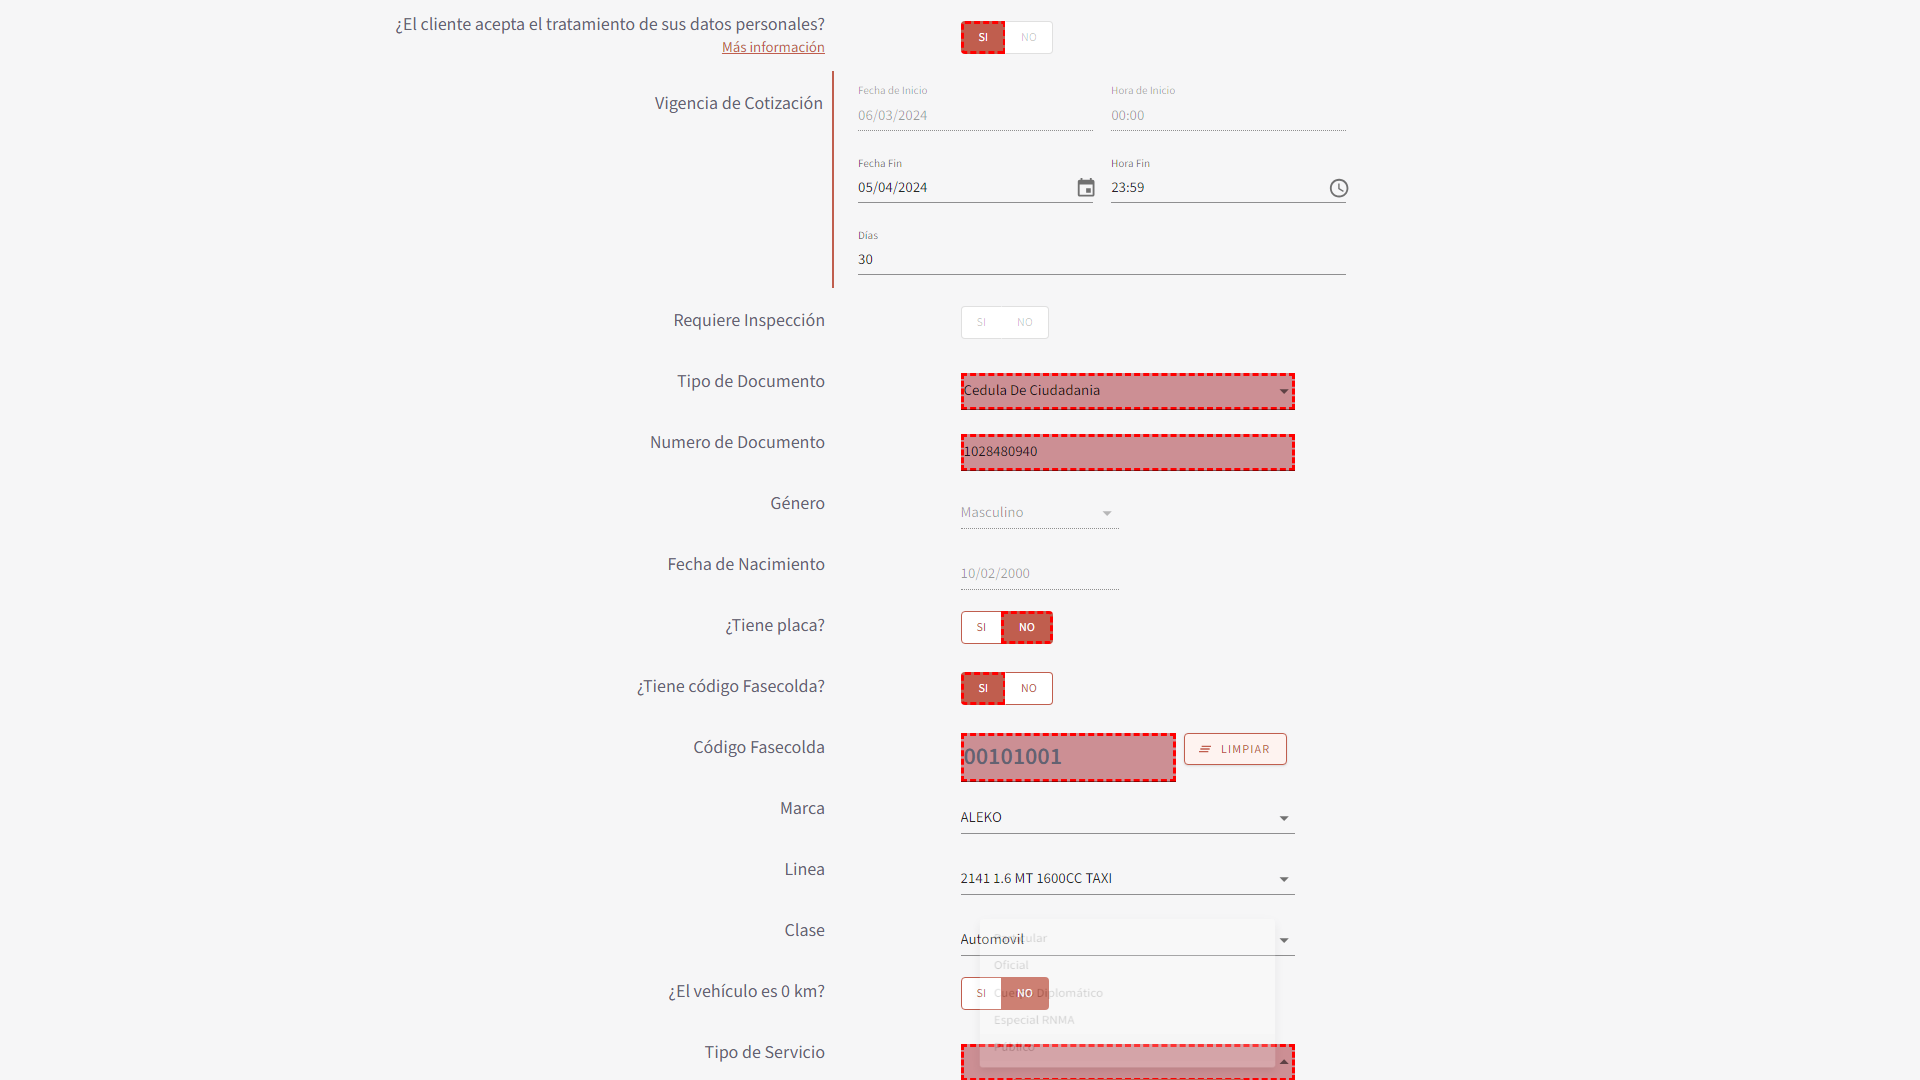 ¿El cliente acepta el tratamiento de sus datos personales?
SI NO
Más información
Vigencia de Cotización
Fecha de Inicio
06/03/2024
Hora de Inicio
00:00
Fecha Fin
05/04/2024
Hora Fin
23:59
Días
30
Requiere Inspección
SI NO
Tipo de Documento
Cedula De Ciudadania
Numero de Documento
1028480940
Género
Masculino
Fecha de Nacimiento
10/02/2000
¿Tiene placa?
SI NO
¿Tiene código Fasecolda?
SI NO
Código Fasecolda
00101001
LIMPIAR
Marca
ALEKO
Linea
2141 1.6 MT 1600CC TAXI
Clase
Automovil
Particular
Oficial
¿El vehículo es 0 km?
SI NO
Cuerpo Diplomático
Especial RNMA
Tipo de Servicio
Público